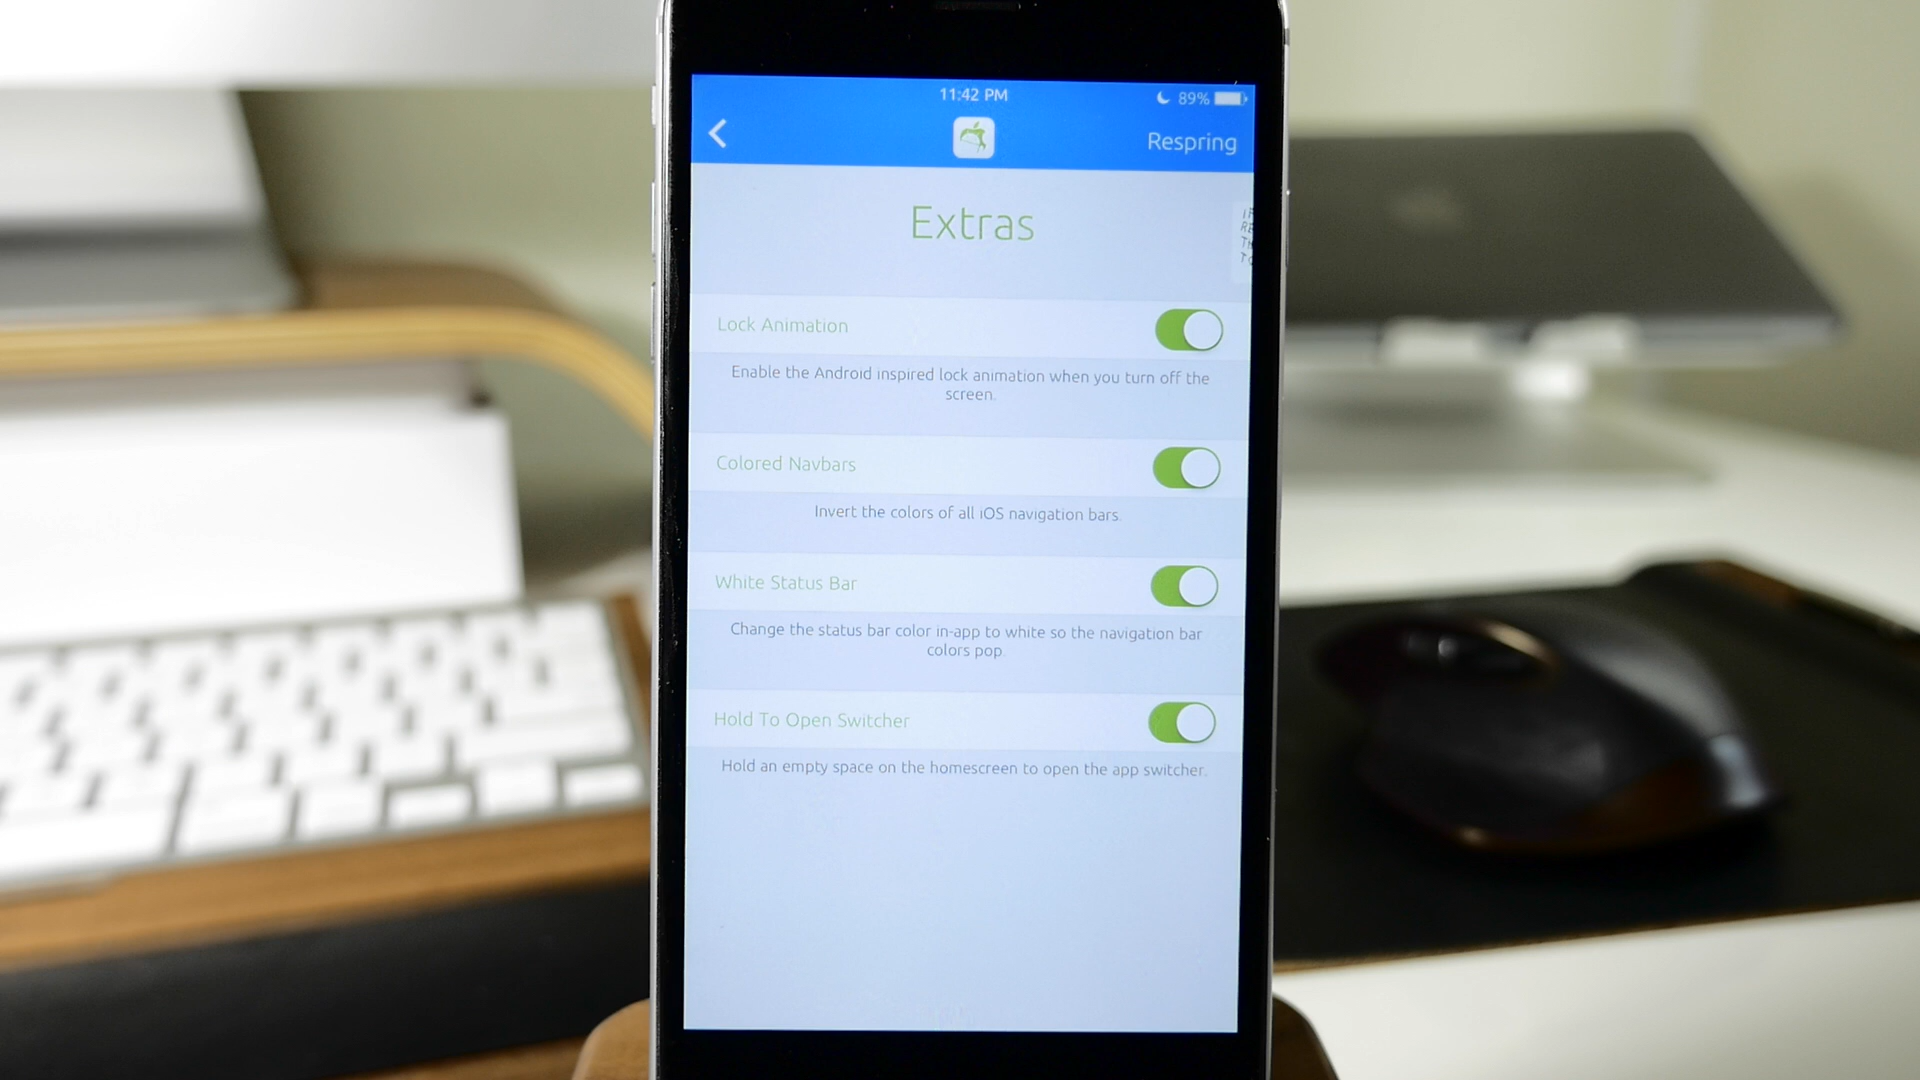 11:42 PM
89%
Respring
Extras
Lock Animation
Enable the Android inspired lock animation when you turn off the
screen.
Colored Navbars
Invert the colors of all iOS navigation bars.
White Status Bar
Change the status bar color in-app to white so the navigation bar
colors pop.
Hold To Open Switcher
Hold an empty space on the homescreen to open the app switcher.